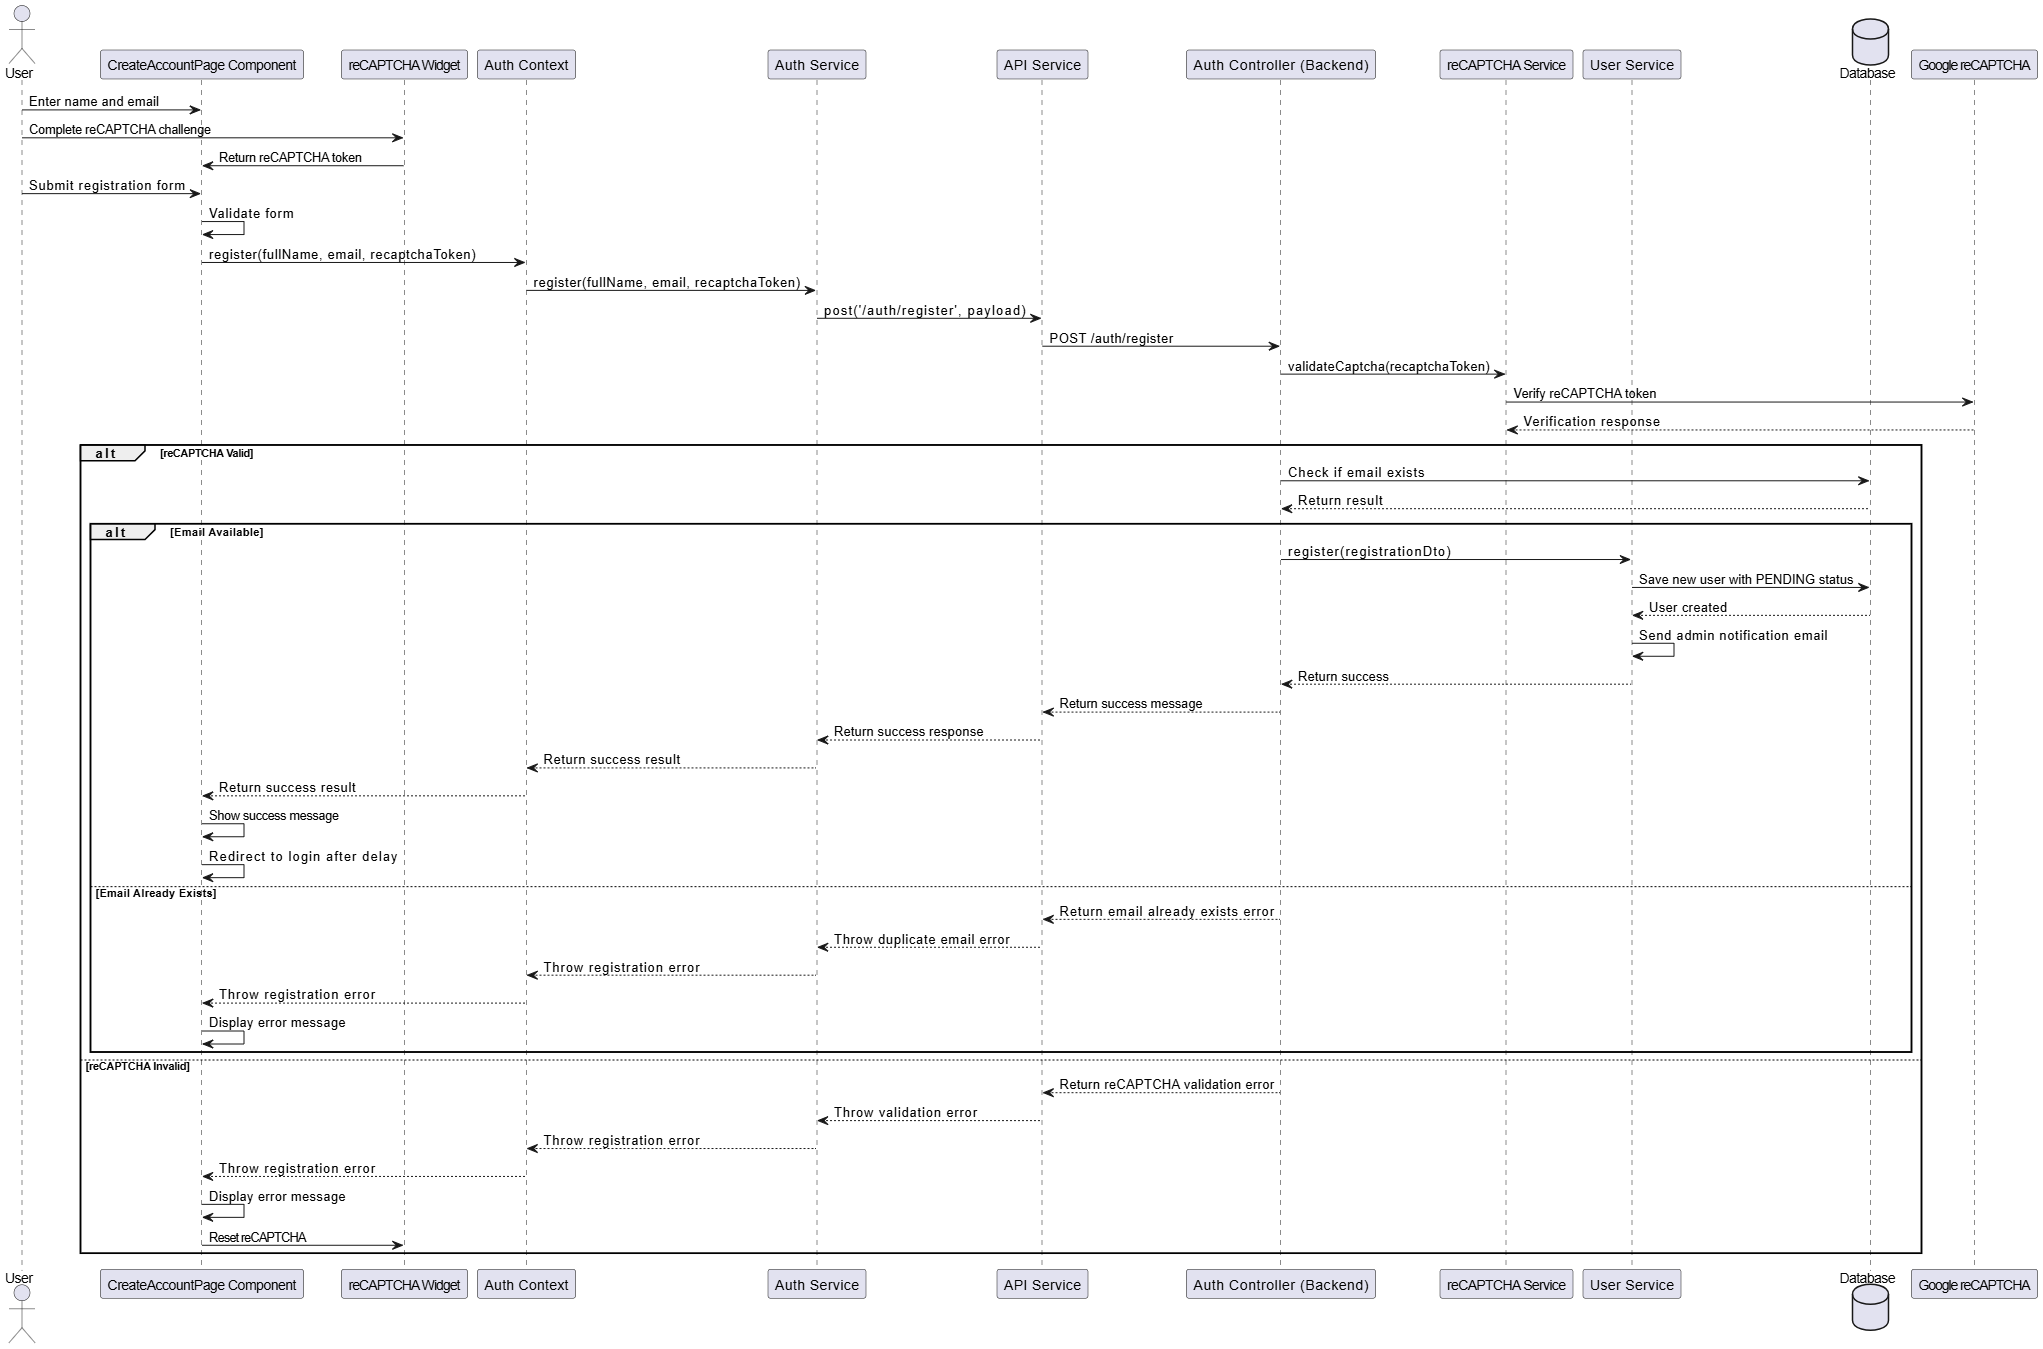 User
CreateAccountPage Component
reCAPTCHA Widget
Auth Context
Auth Service
API Service
Auth Controller (Backend)
reCAPTCHA Service
User Service
Database
Google reCAPTCHA
Enter name and email
Complete reCAPTCHA challenge
Return reCAPTCHA token
Submit registration form
Validate form
register(fullName, email, recaptchaToken)
register(fullName, email, recaptchaToken)
post('/auth/register', payload)
POST /auth/register
validateCaptcha(recaptchaToken)
Verify reCAPTCHA token
Verification response
alt [reCAPTCHA Valid]
Check if email exists
Return result
alt [Email Available]
register(registrationDto)
Save new user with PENDING status
User created
Send admin notification email
Return success
Return success message
Return success response
Return success result
Return success result
Show success message
Redirect to login after delay
[Email Already Exists]
Return email already exists error
Throw duplicate email error
Throw registration error
Throw registration error
Display error message
[reCAPTCHA Invalid]
Return reCAPTCHA validation error
Throw validation error
Throw registration error
Throw registration error
Display error message
Reset reCAPTCHA
User
CreateAccountPage Component
reCAPTCHA Widget
Auth Context
Auth Service
API Service
Auth Controller (Backend)
reCAPTCHA Service
User Service
Database
Google reCAPTCHA